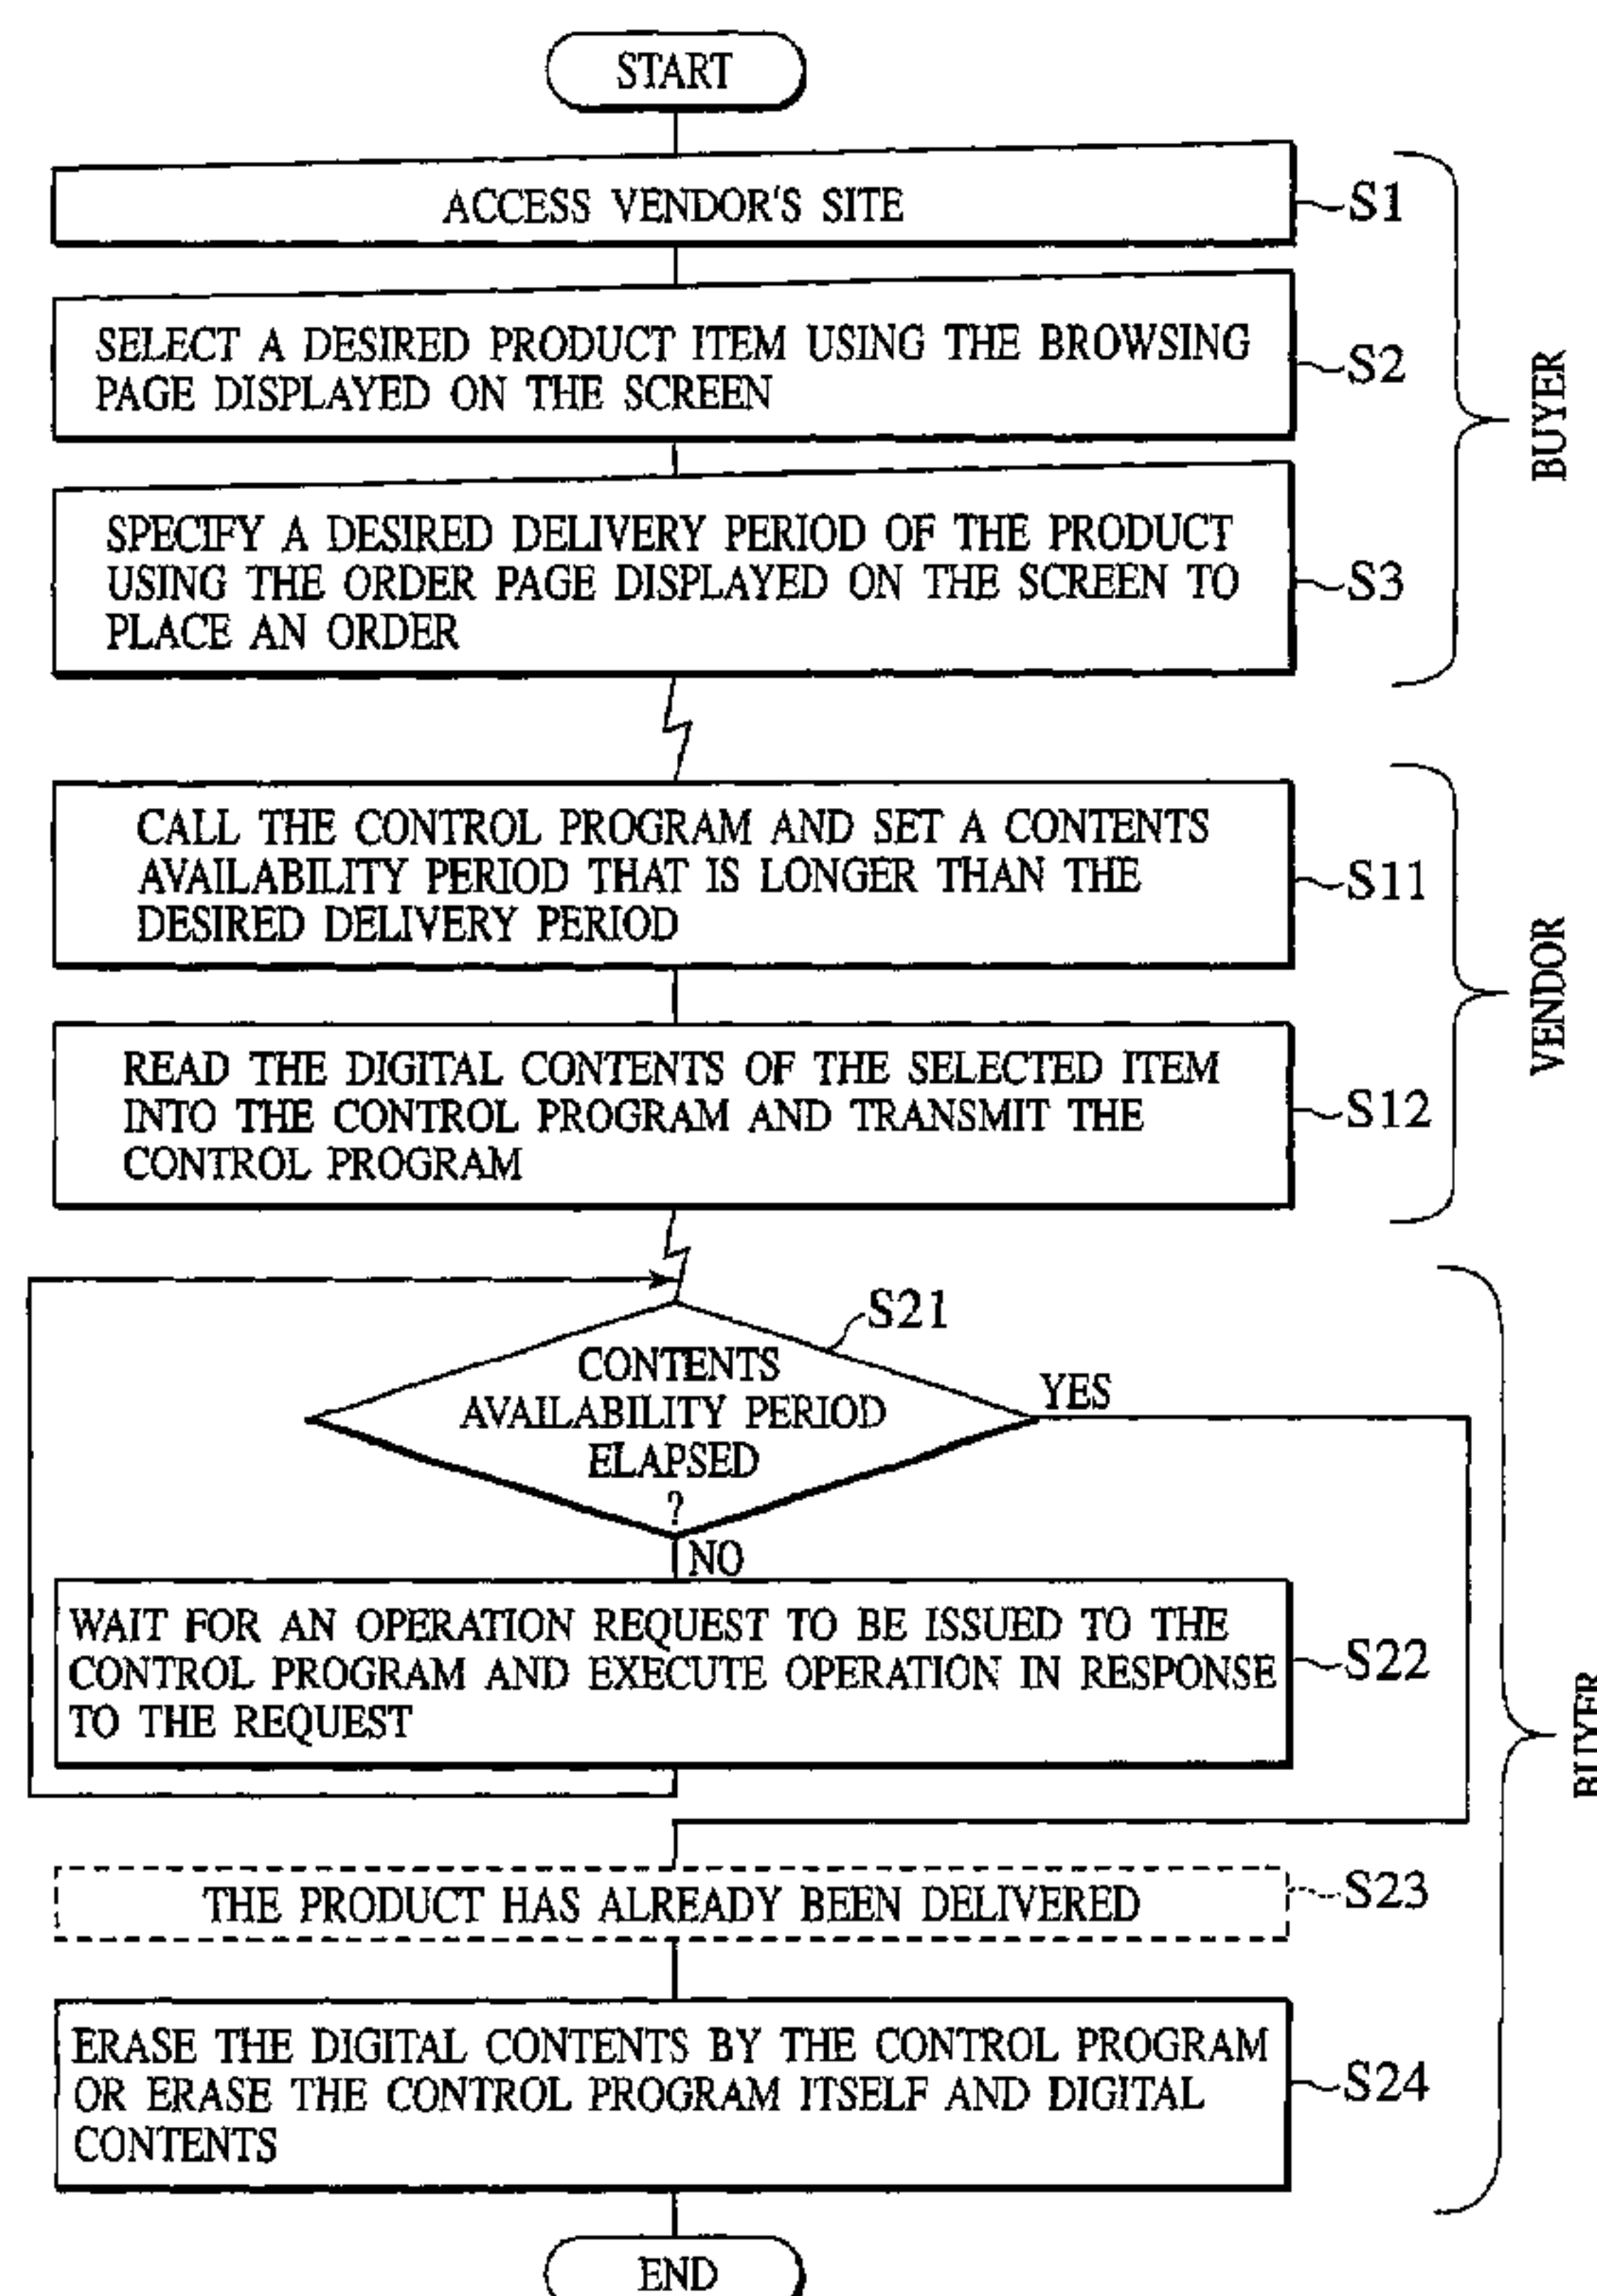 START
ACCESS VENDOR'S SITE
S1
SELECT A DESIRED PRODUCT ITEM USING THE BROWSING
PAGE DISPLAYED ON THE SCREEN
S2
SPECIFY A DESIRED DELIVERY PERIOD OF THE PRODUCT
USING THE ORDER PAGE DISPLAYED ON THE SCREEN TO
PLACE AN ORDER
S3
BUYER
CALL THE CONTROL PROGRAM AND SET A CONTENTS
AVAILABILITY PERIOD THAT IS LONGER THAN THE
DESIRED DELIVERY PERIOD
S11
READ THE DIGITAL CONTENTS OF THE SELECTED ITEM
INTO THE CONTROL PROGRAM AND TRANSMIT THE
CONTROL PROGRAM
S12
VENDOR
S21
CONTENTS
AVAILABILITY PERIOD
ELAPSED
?
YES
NO
WAIT FOR AN OPERATION REQUEST TO BE ISSUED TO THE
CONTROL PROGRAM AND EXECUTE OPERATION IN RESPONSE
TO THE REQUEST
S22
THE PRODUCT HAS ALREADY BEEN DELIVERED
S23
ERASE THE DIGITAL CONTENTS BY THE CONTROL PROGRAM
OR ERASE THE CONTROL PROGRAM ITSELF AND DIGITAL
CONTENTS
S24
BUYER
END